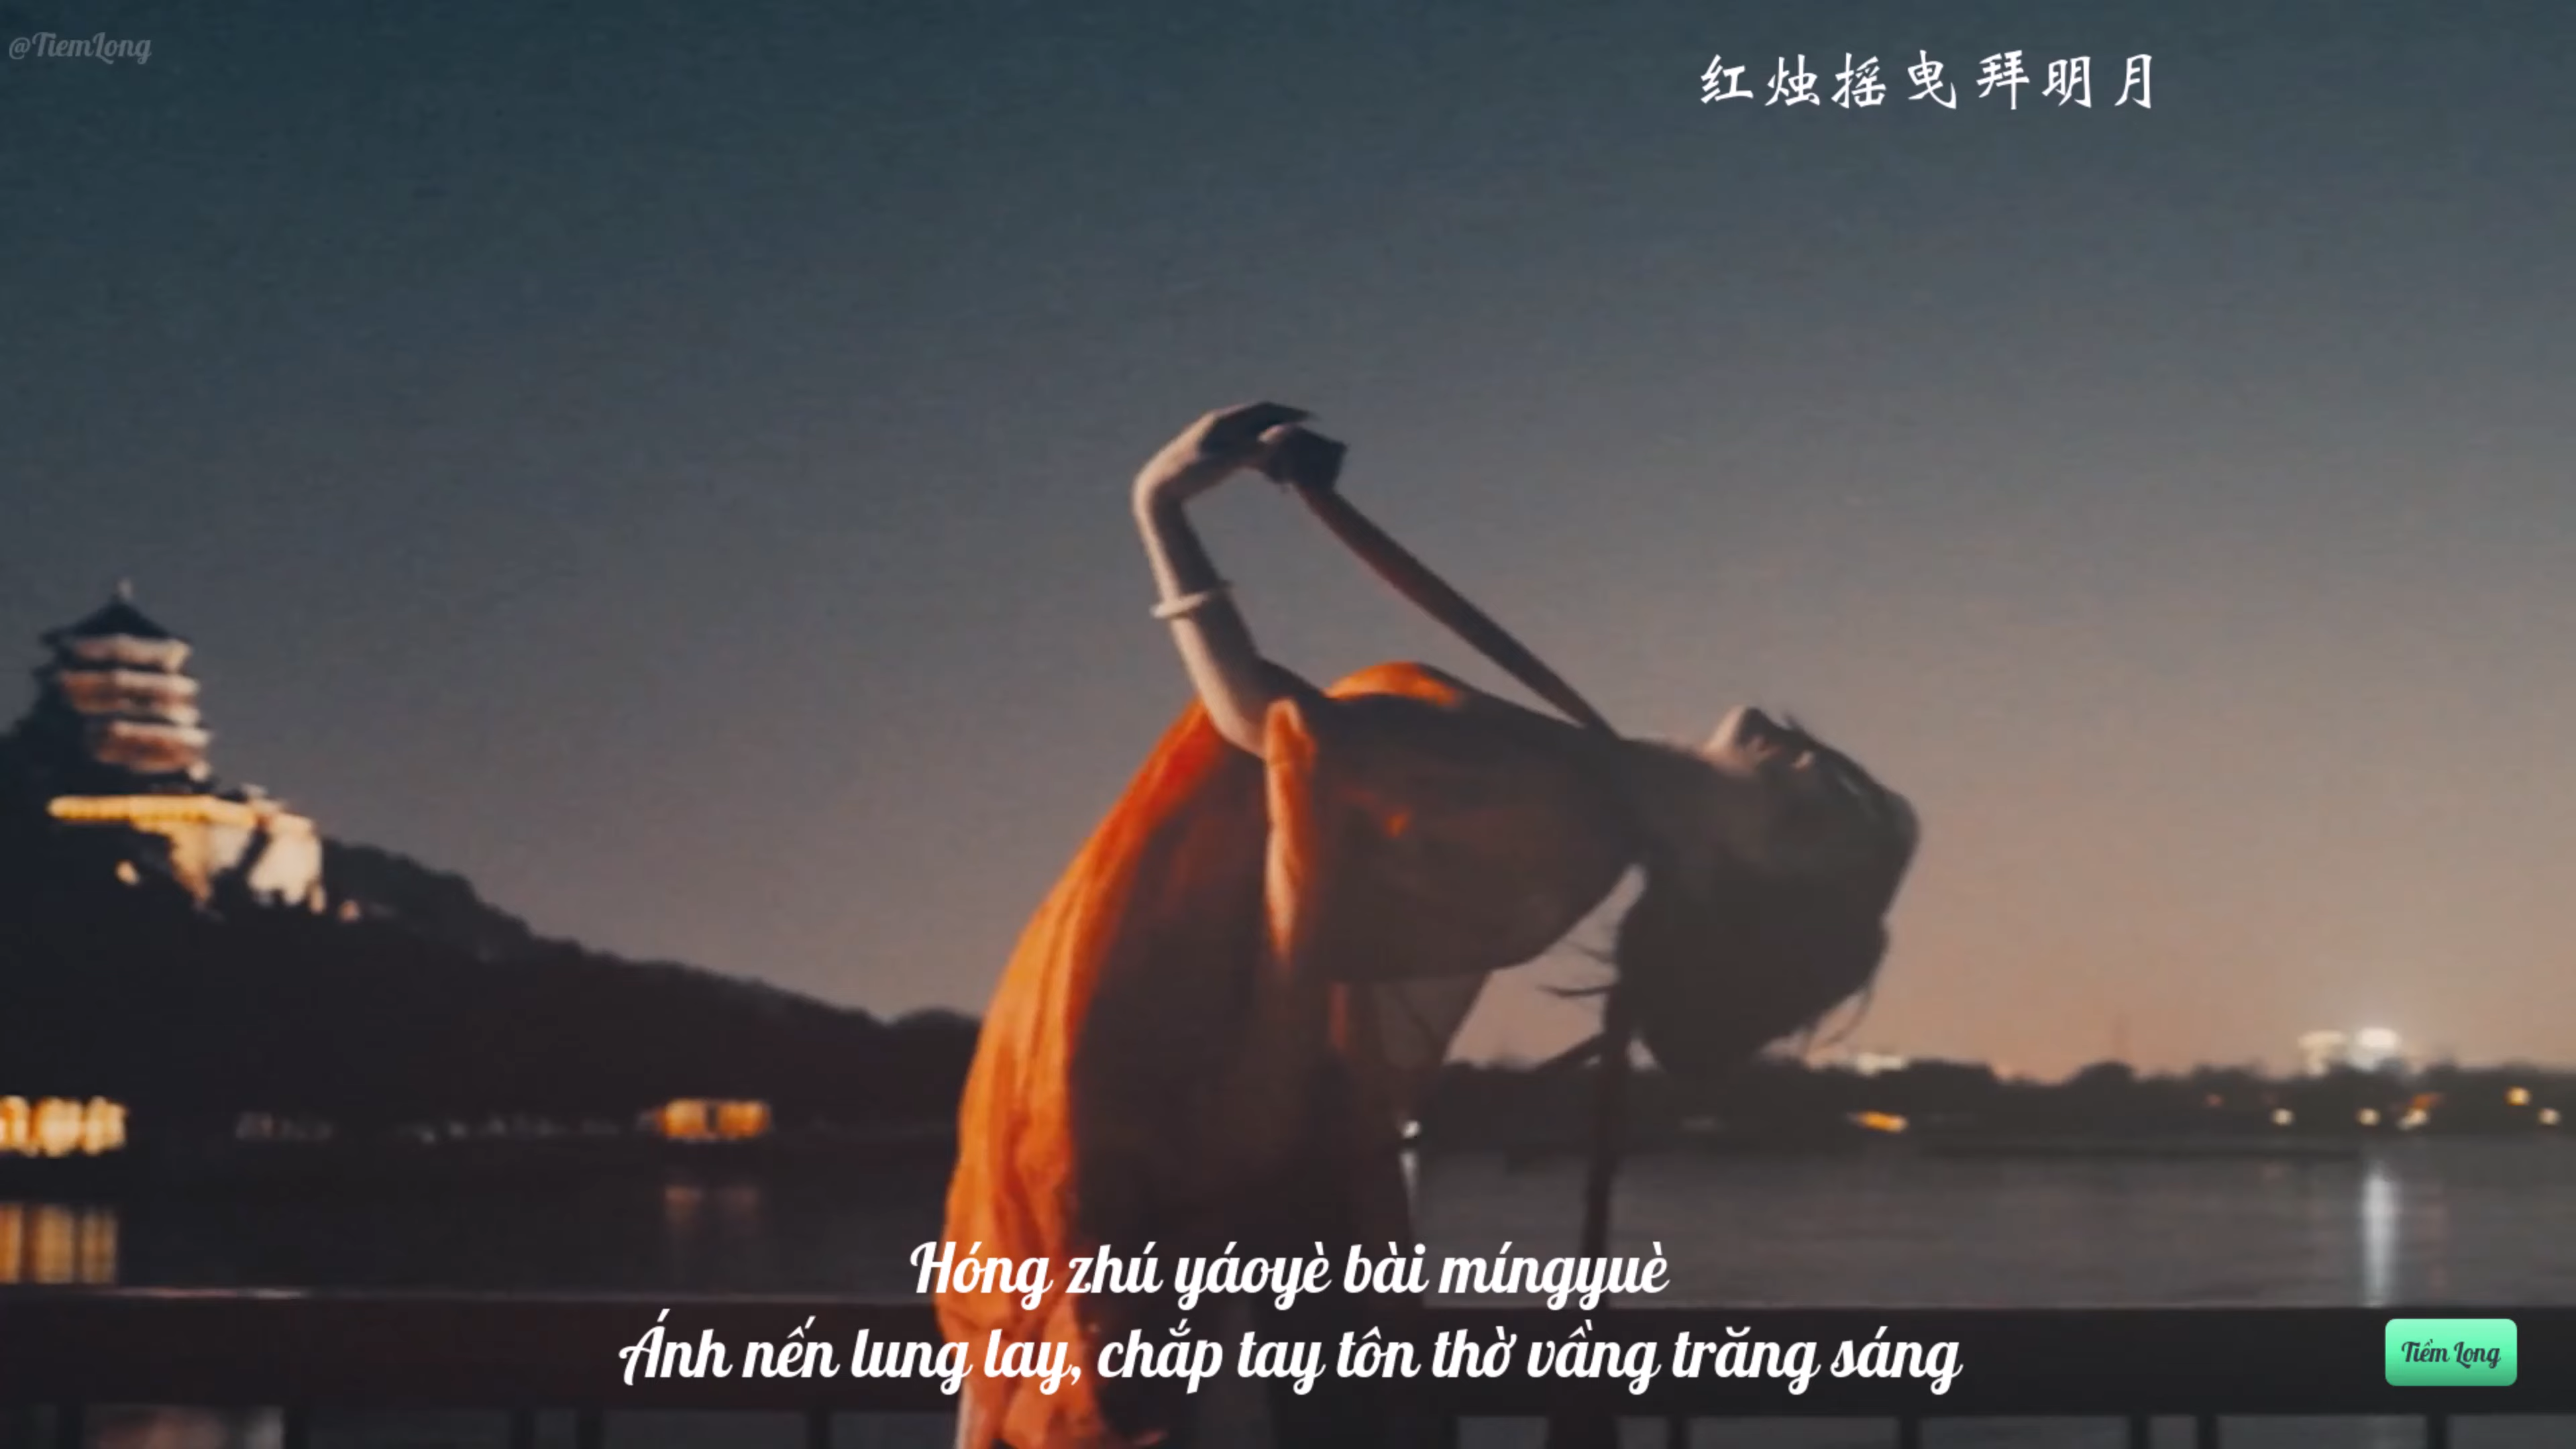 @TiemLong
红烛摇曳拜明月
Hóng zhú yáoyè bài míngyuè
Ánh nến lung lay, chắp tay tôn thờ vầng trăng sáng
Tiềm Long